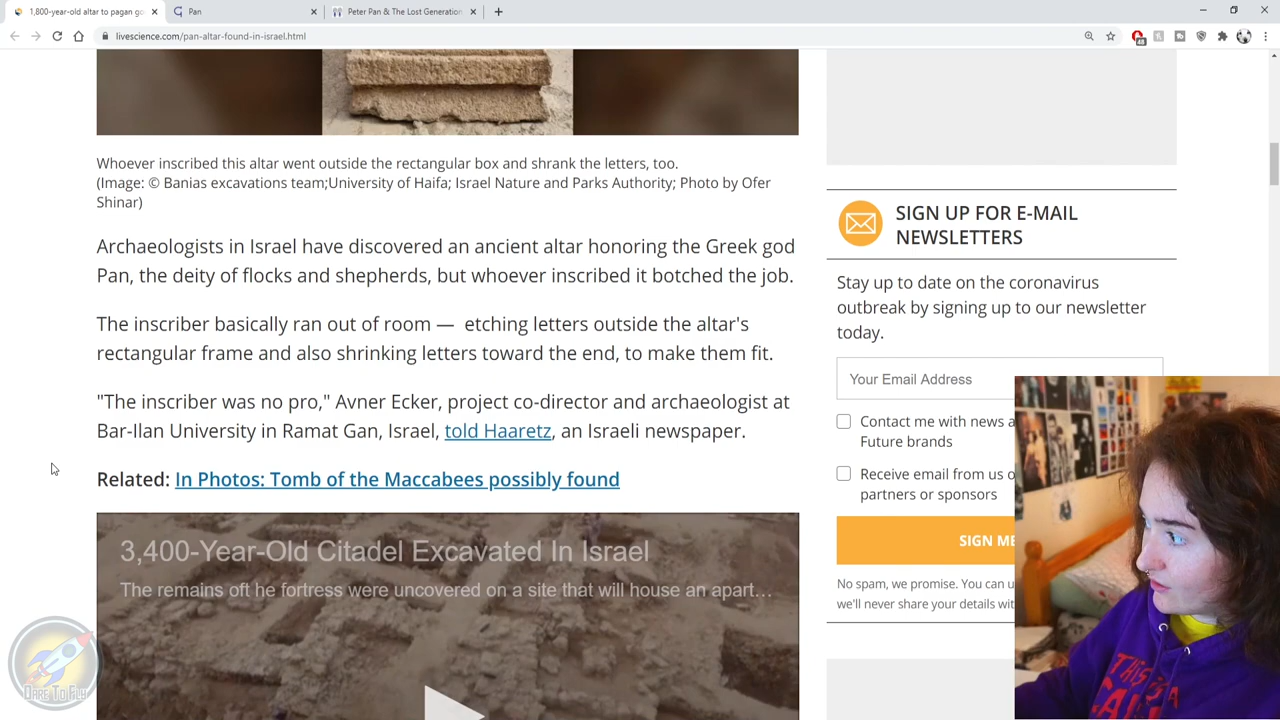 1,800-year-old altar to pagan go
Pan
Peter Pan & The Lost Generation
livescience.com/pan-altar-found-in-israel.html
48
Whoever inscribed this altar went outside the rectangular box and shrank the letters, too.
(Image: © Banias excavations team;University of Haifa; Israel Nature and Parks Authority; Photo by Ofer
Shinar)
Archaeologists in Israel have discovered an ancient altar honoring the Greek god
Pan, the deity of flocks and shepherds, but whoever inscribed it botched the job.
The inscriber basically ran out of room — etching letters outside the altar's
rectangular frame and also shrinking letters toward the end, to make them fit.
"The inscriber was no pro," Avner Ecker, project co-director and archaeologist at
Bar-Ilan University in Ramat Gan, Israel, told Haaretz, an Israeli newspaper.
Related: In Photos: Tomb of the Maccabees possibly found
3,400-Year-Old Citadel Excavated In Israel
The remains oft he fortress were uncovered on a site that will house an apart…
SIGN UP FOR E-MAIL
NEWSLETTERS
Stay up to date on the coronavirus
outbreak by signing up to our newsletter
today.
Your Email Address
Contact me with news a
Future brands
Receive email from us o
partners or sponsors
SIGN ME
No spam, we promise. You can u
we'll never share your details wit
THIS IS A
DARE TO FLY